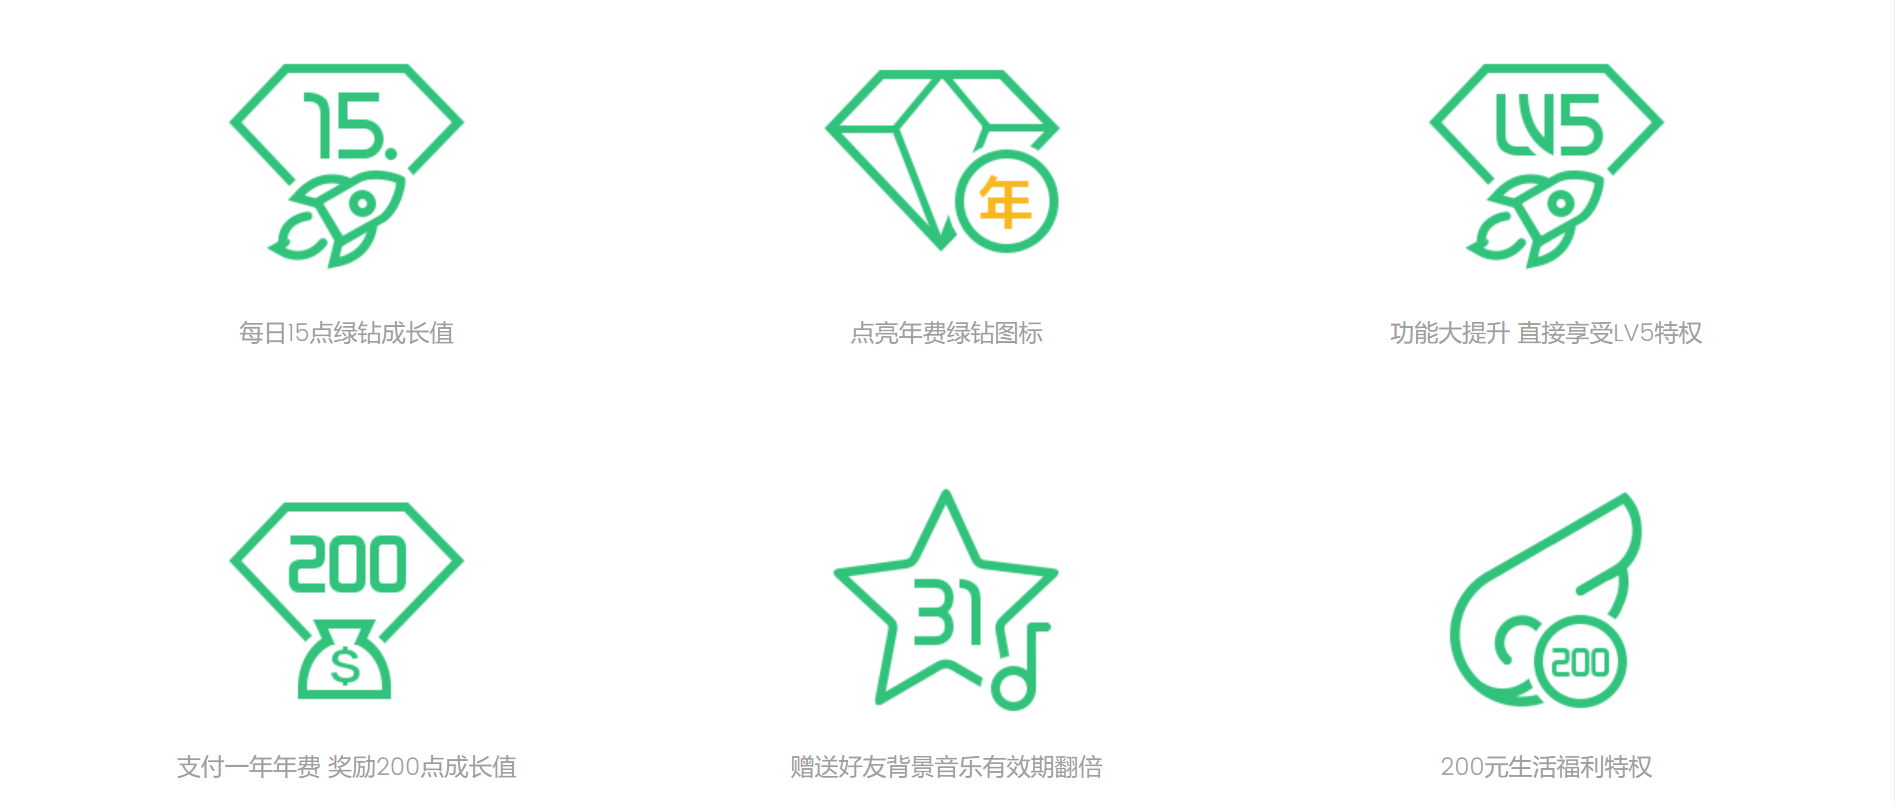 15.
年
LV5
每日15点绿钻成长值
点亮年费绿钻图标
功能大提升 直接享受LV5特权
200
$
31
200
支付一年年费 奖励200点成长值
赠送好友背景音乐有效期翻倍
200元生活福利特权